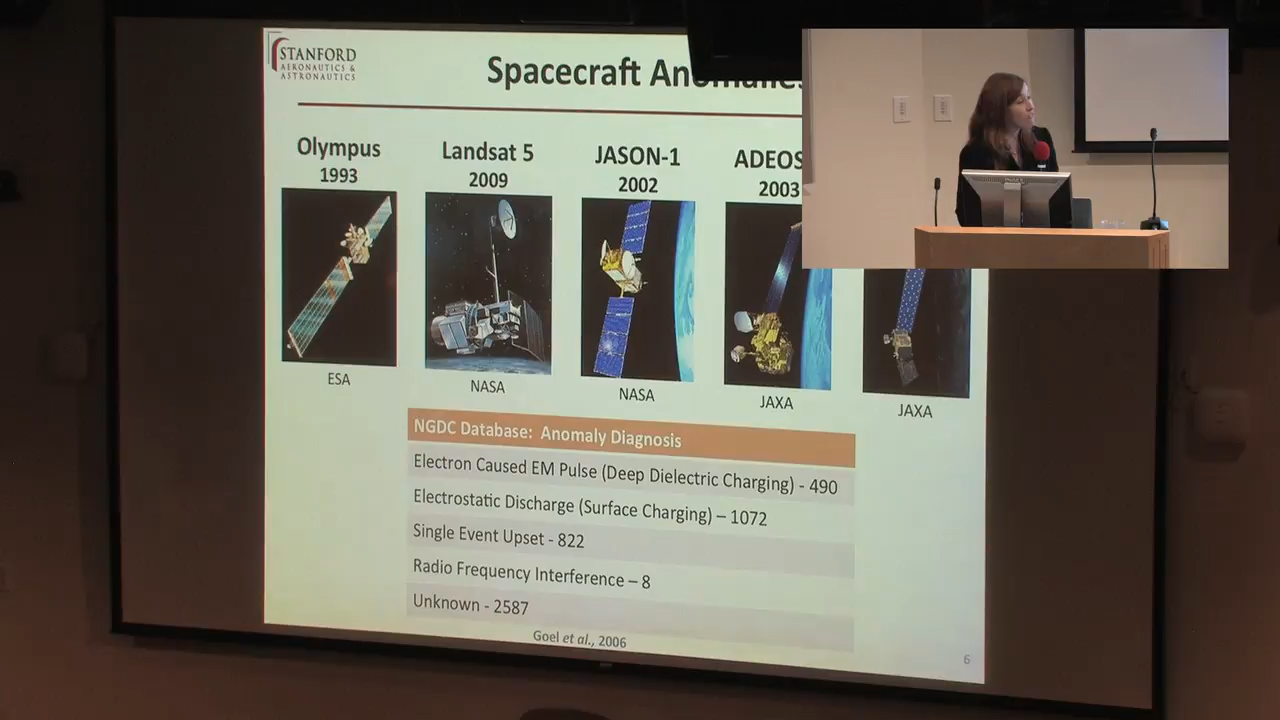 STANFORD
AERONAUTICS &
ASTRONAUTICS
Spacecraft Anomalies
Olympus
1993
Landsat 5
2009
JASON-1
2002
ADEOS
2003
ESA
NASA
NASA
JAXA
JAXA
NGDC Database: Anomaly Diagnosis
Electron Caused EM Pulse (Deep Dielectric Charging) - 490
Electrostatic Discharge (Surface Charging) – 1072
Single Event Upset - 822
Radio Frequency Interference – 8
Unknown - 2587
Goel et al., 2006
6